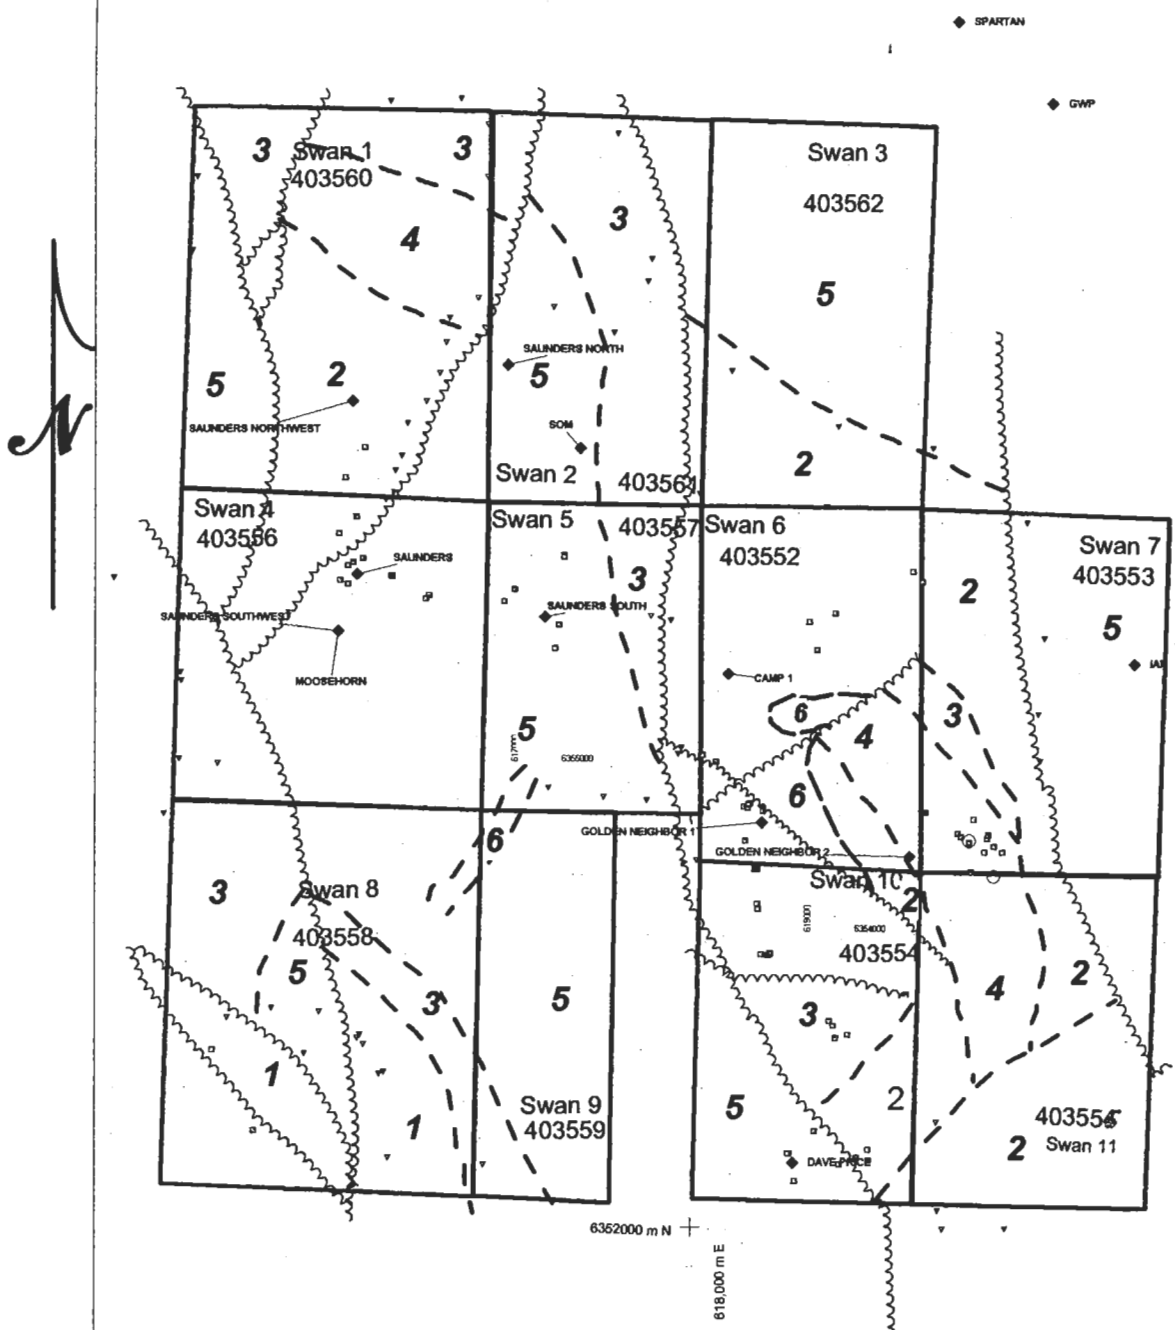 SPARTAN
GWP
3
Swan 1
3
403560
Swan 3
403562
3
4
5
N
SAUNDERS NORTH
5
2
5
SAUNDERS NORTHWEST
SOM
2
Swan 2
403561
Swan 4
403556
Swan 5
403557
Swan 6
403552
Swan 7
403553
SAUNDERS
3
2
5
SAUNDERS SOUTHWEST
SAUNDERS SOUTH
MOOSEHORN
CAMP 1
6
3
4
5
617000
6355000
6
GOLDEN NEIGHBOR 1
6
GOLDEN NEIGHBOR 2
3
Swan 8
Swan 10
2
403558
619000
6354000
403554
5
3
5
4
2
3
1
5
2
1
Swan 9
403559
2
Swan 11
DAVE PRICE
6352000 m N
618,000 m E